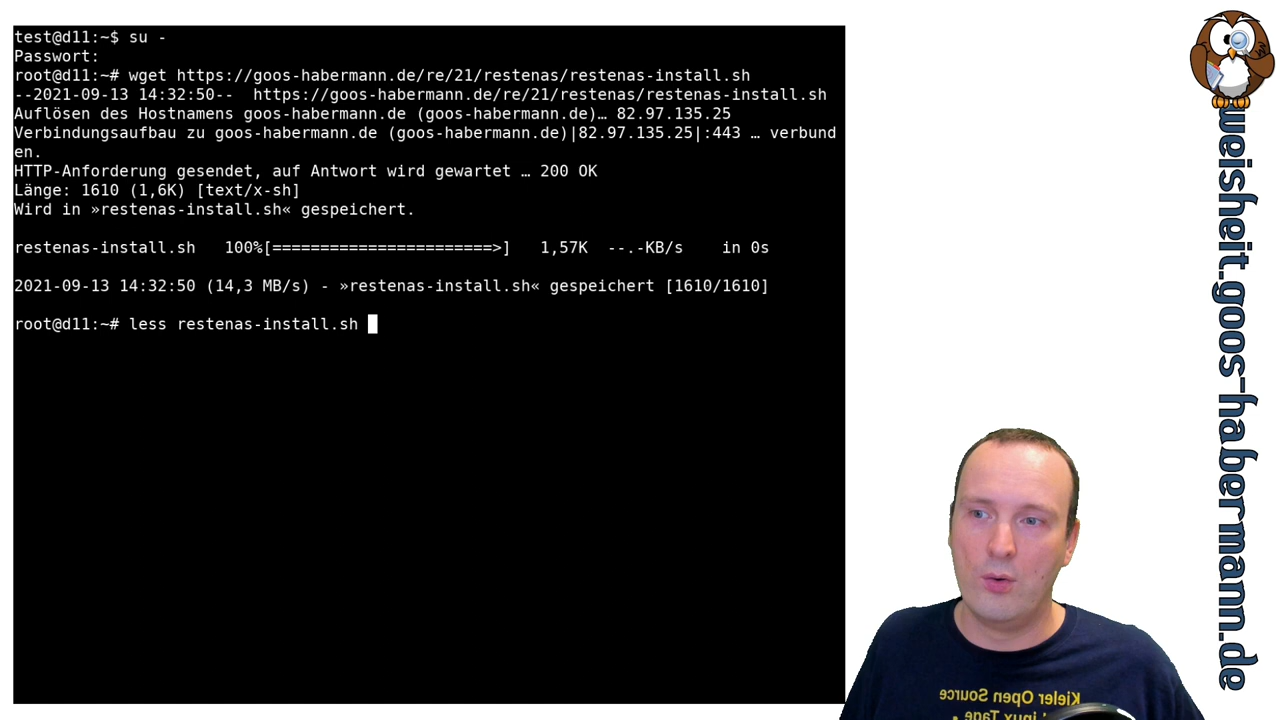 test@d11:~$ su -
Passwort:
root@d11:~# wget https://goos-habermann.de/re/21/restenas/restenas-install.sh
--2021-09-13 14:32:50--  https://goos-habermann.de/re/21/restenas/restenas-install.sh
Auflösen des Hostnamens goos-habermann.de (goos-habermann.de)… 82.97.135.25
Verbindungsaufbau zu goos-habermann.de (goos-habermann.de)|82.97.135.25|:443 … verbund
en.
HTTP-Anforderung gesendet, auf Antwort wird gewartet … 200 OK
Länge: 1610 (1,6K) [text/x-sh]
Wird in »restenas-install.sh« gespeichert.
restenas-install.sh   100%[=======================>]   1,57K  --.-KB/s    in 0s
2021-09-13 14:32:50 (14,3 MB/s) - »restenas-install.sh« gespeichert [1610/1610]
root@d11:~# less restenas-install.sh
weisheit.goos-habermann.de
Kieler Open Source
Linux Tage